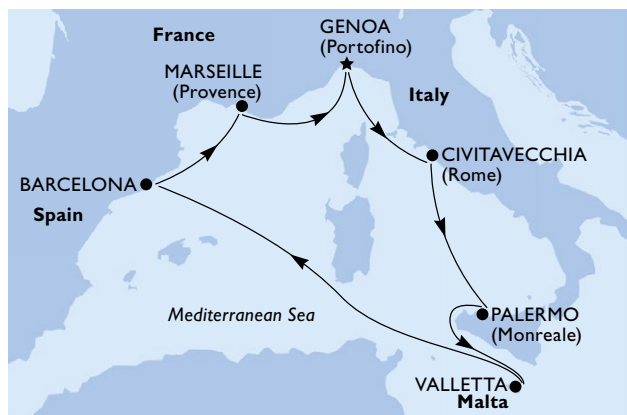 GENOA
(Portofino)
France
MARSEILLE
(Provence)
Italy
CIVITAVECCHIA
(Rome)
BARCELONA
Spain
Mediterranean Sea
PALERMO
(Monreale)
VALLETTA
Malta